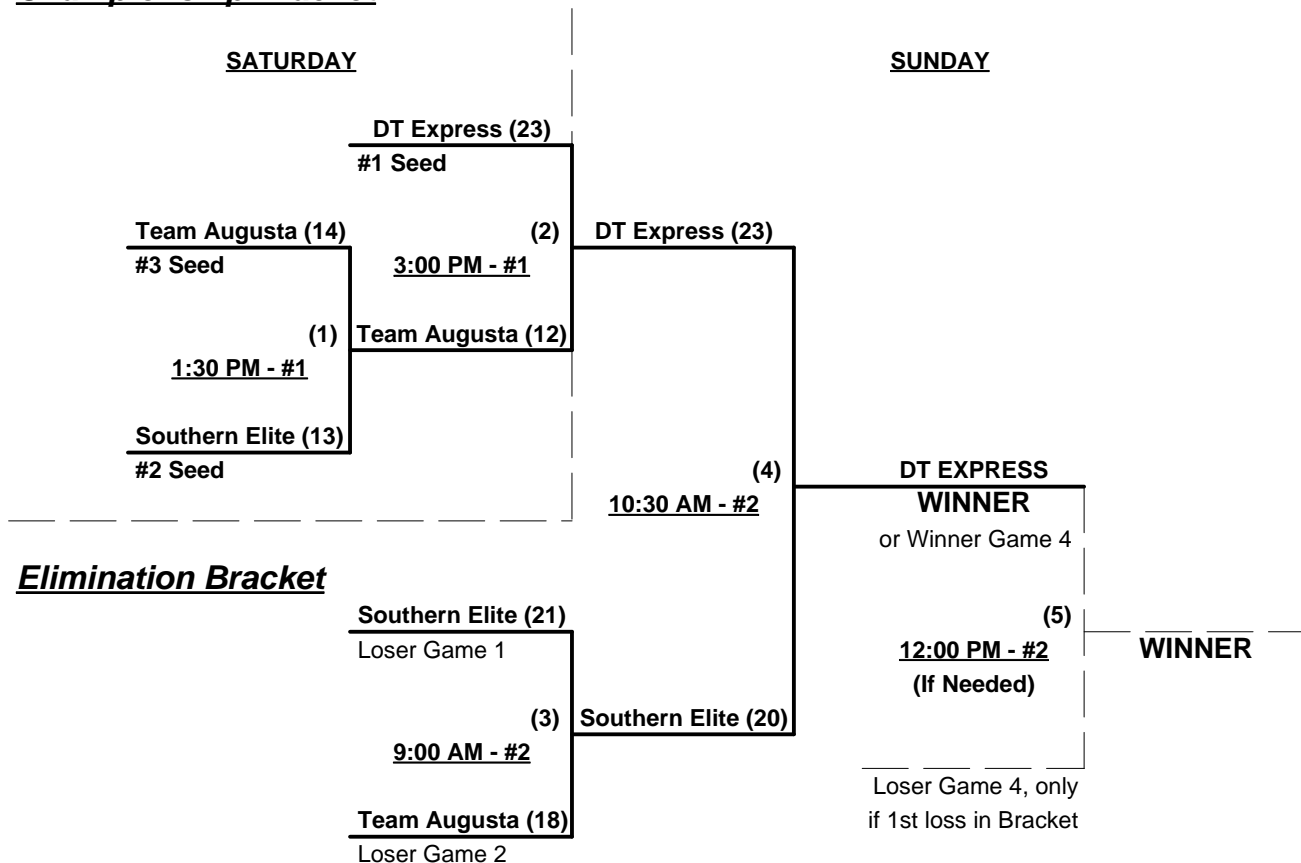 SATURDAY
SUNDAY
DT Express (23)
#1 Seed
Team Augusta (14)
(2)
DT Express (23)
#3 Seed
3:00 PM - #1
(1)
Team Augusta (12)
1:30 PM - #1
Southern Elite (13)
#2 Seed
(4)
DT EXPRESS
10:30 AM - #2
WINNER
or Winner Game 4
Elimination Bracket
Southern Elite (21)
Loser Game 1
(5)
12:00 PM - #2
WINNER
(If Needed)
(3)
Southern Elite (20)
9:00 AM - #2
Loser Game 4, only
if 1st loss in Bracket
Team Augusta (18)
Loser Game 2